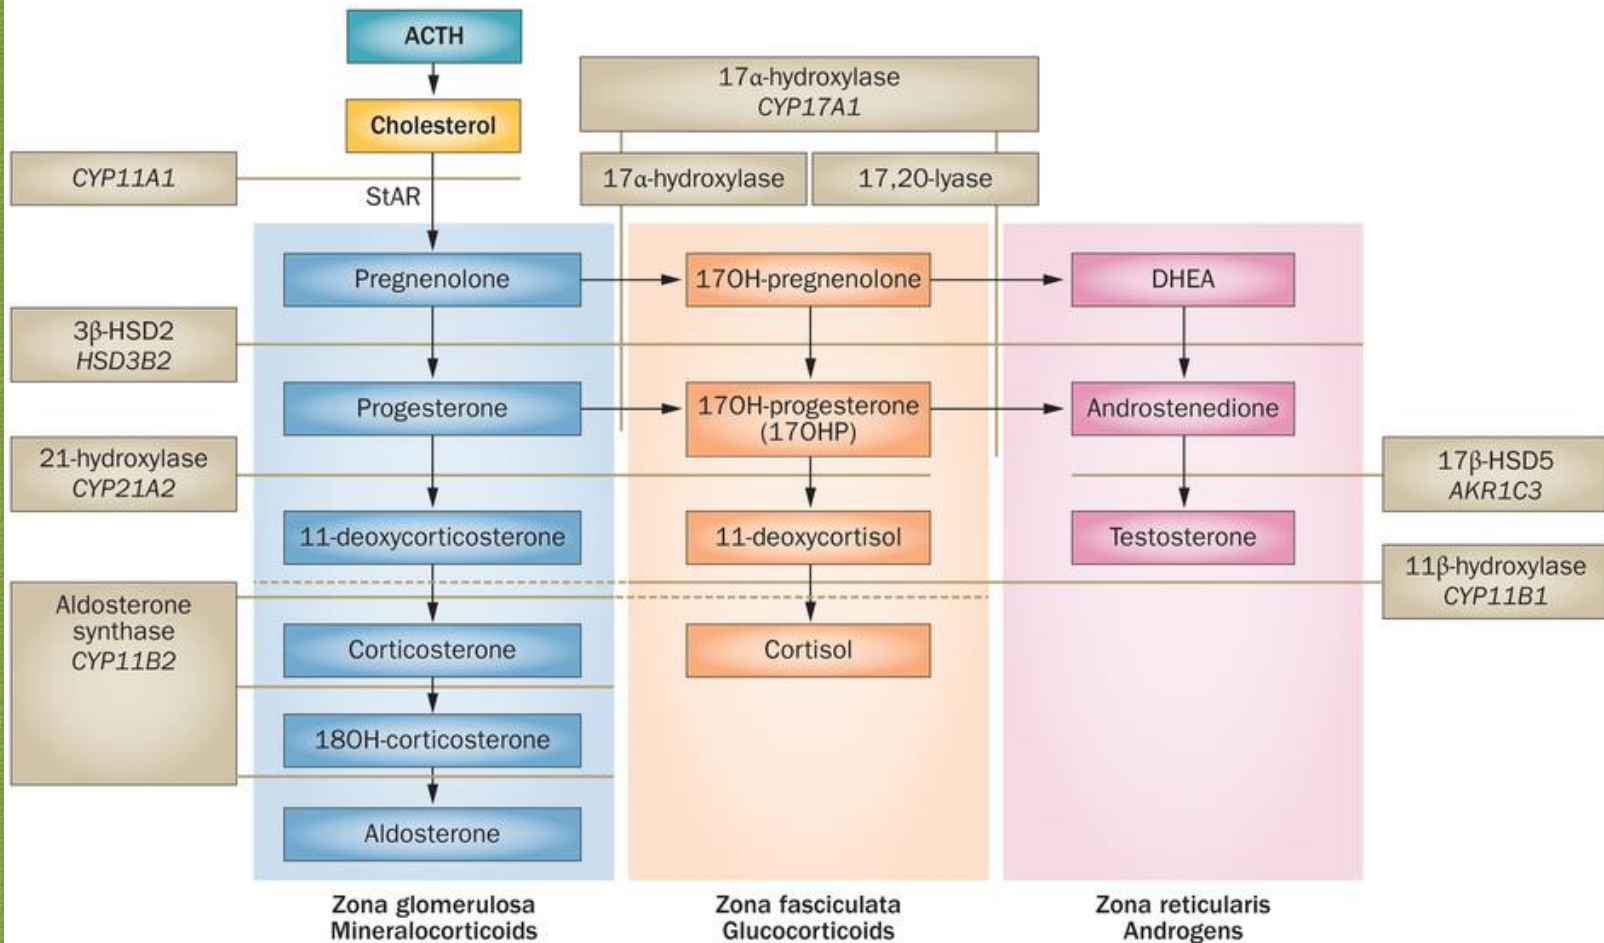 ACTH
Cholesterol
StAR
17α-hydroxylase
CYP17A1
17α-hydroxylase
17,20-lyase
CYP11A1
Pregnenolone
17OH-pregnenolone
DHEA
3β-HSD2
HSD3B2
Progesterone
17OH-progesterone
(17OHP)
Androstenedione
21-hydroxylase
CYP21A2
17β-HSD5
AKR1C3
11-deoxycorticosterone
11-deoxycortisol
Testosterone
11β-hydroxylase
CYP11B1
Aldosterone
synthase
CYP11B2
Corticosterone
Cortisol
18OH-corticosterone
Aldosterone
Zona glomerulosa
Mineralocorticoids
Zona fasciculata
Glucocorticoids
Zona reticularis
Androgens